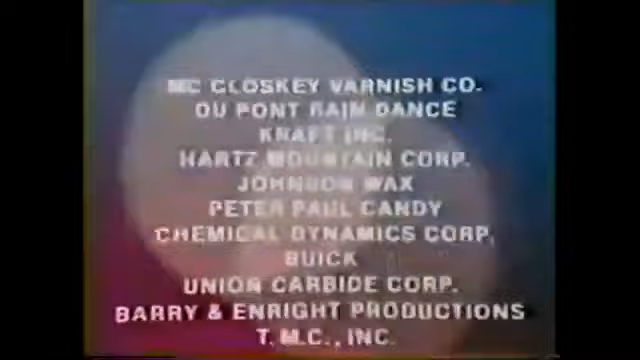 MC CLOSKEY VARNISH CO.
DU PONT RAIN DANCE
KRAFT INC.
HARTZ MOUNTAIN CORP.
JOHNSON WAX
PETER PAUL CANDY
CHEMICAL DYNAMICS CORP.
BUICK
UNION CARBIDE CORP.
BARRY & ENRIGHT PRODUCTIONS
T.M.C., INC.